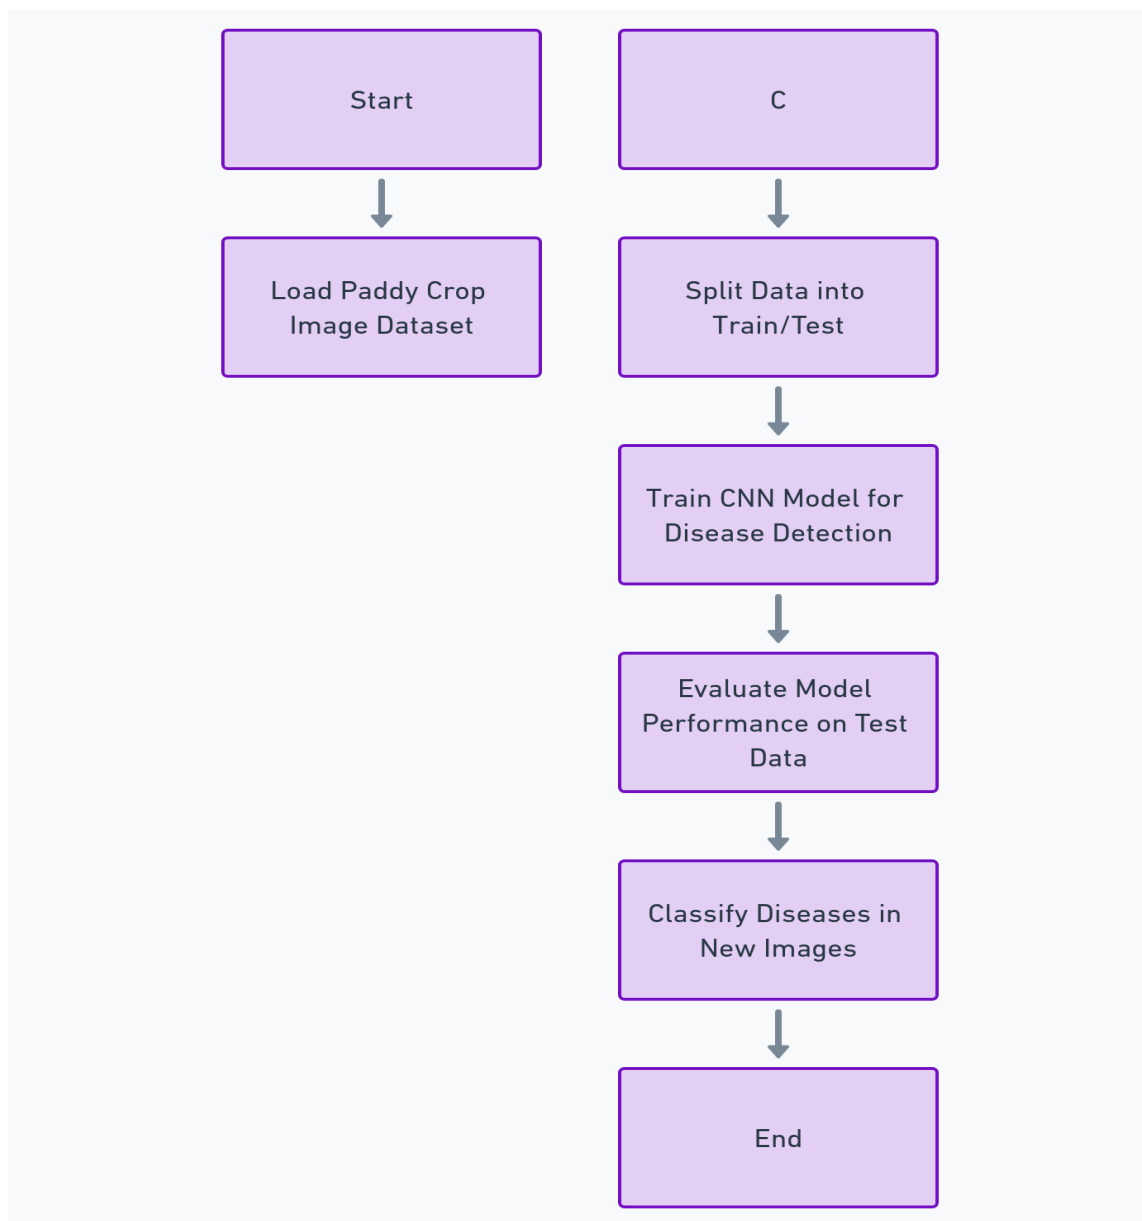 Start
Load Paddy Crop
Image Dataset
C
Split Data into
Train/Test
Train CNN Model for
Disease Detection
Evaluate Model
Performance on Test
Data
Classify Diseases in
New Images
End